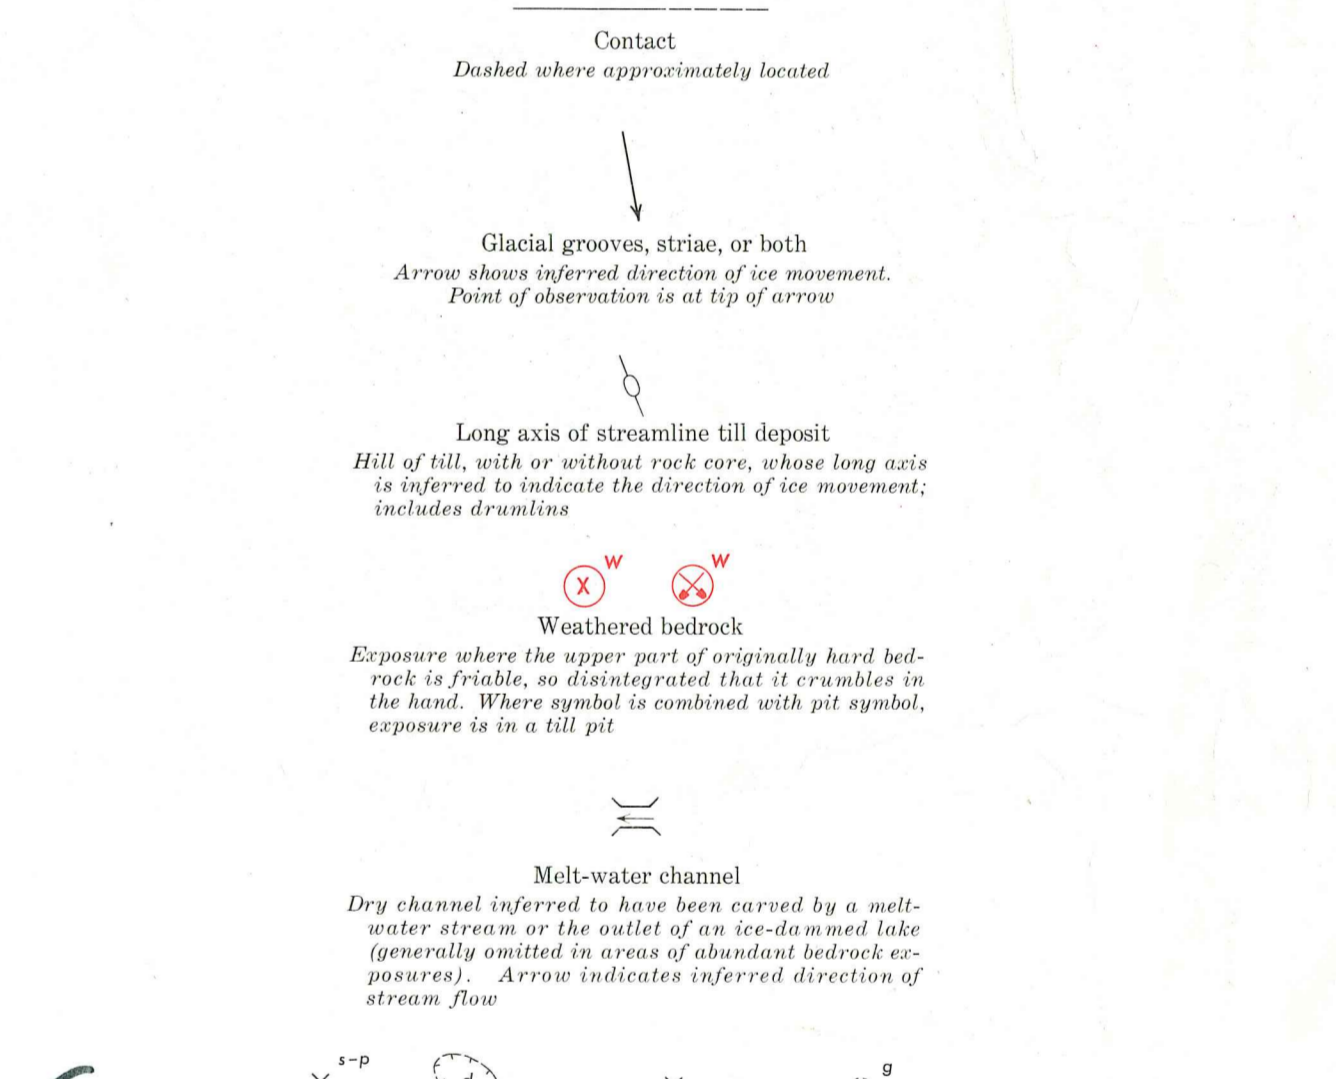 Contact
Dashed where approximately located
Glacial grooves, striae, or both
Arrow shows inferred direction of ice movement.
Point of observation is at tip of arrow
Long axis of streamline till deposit
Hill of till, with or without rock core, whose long axis
is inferred to indicate the direction of ice movement;
includes drumlins
W W
X
Weathered bedrock
Exposure where the upper part of originally hard bed-
rock is friable, so disintegrated that it crumbles in
the hand. Where symbol is combined with pit symbol,
exposure is in a till pit
Melt-water channel
Dry channel inferred to have been carved by a melt-
water stream or the outlet of an ice-dammed lake
(generally omitted in areas of abundant bedrock ex-
posures). Arrow indicates inferred direction of
stream flow
s-p g